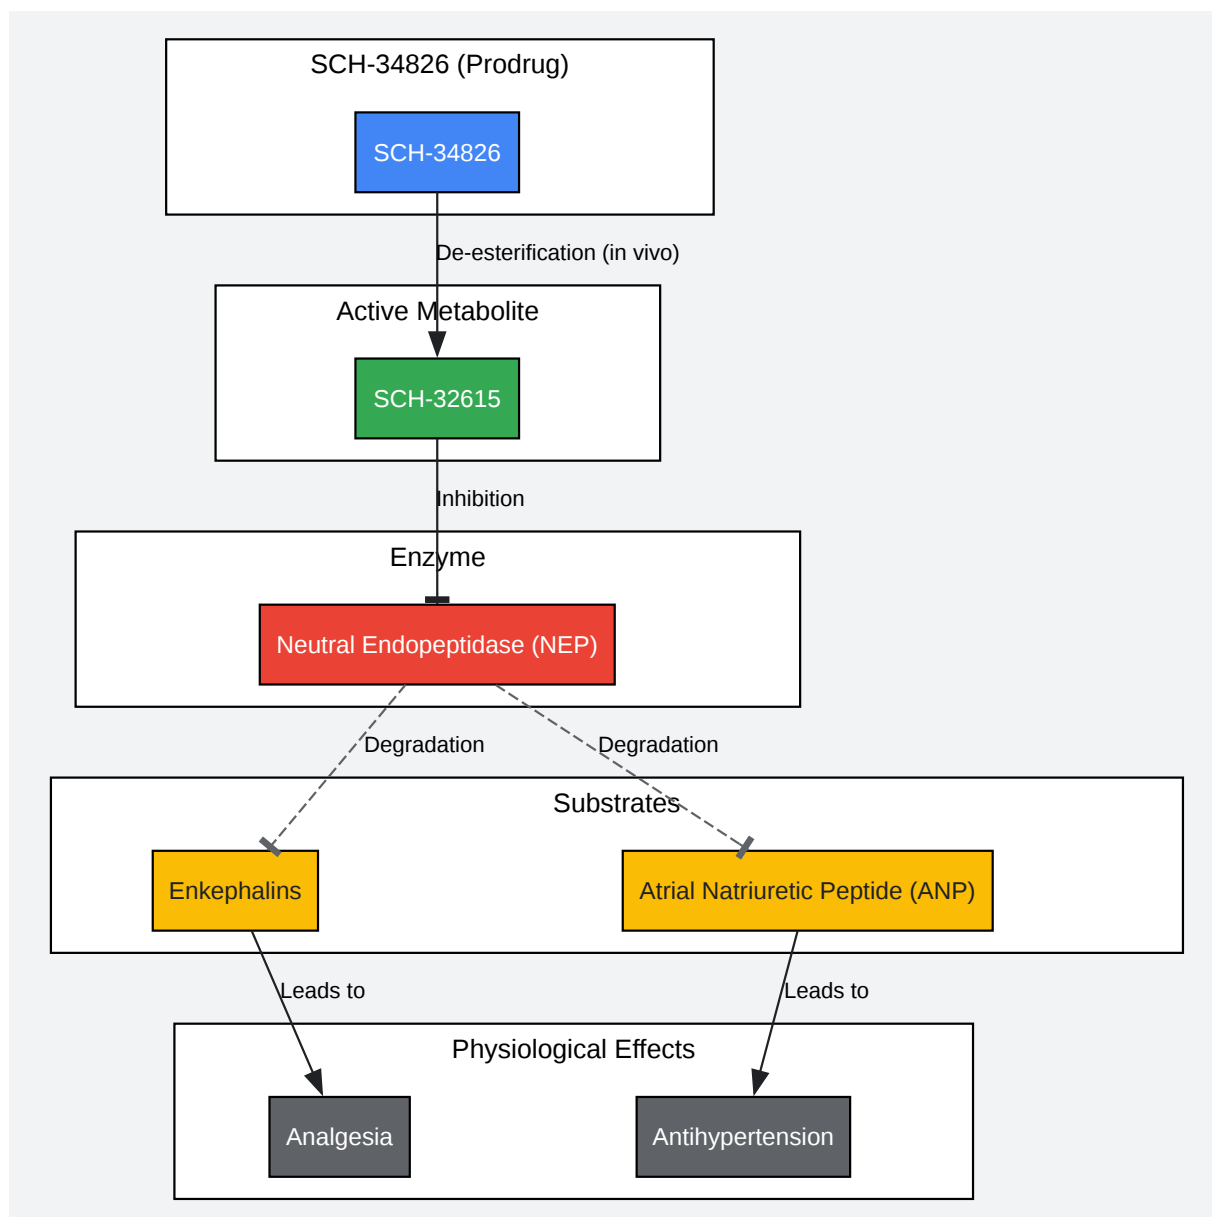 SCH-34826 (Prodrug)
SCH-34826
De-esterification (in vivo)
Active Metabolite
SCH-32615
Inhibition
Enzyme
Neutral Endopeptidase (NEP)
Degradation
Degradation
Substrates
Enkephalins
Atrial Natriuretic Peptide (ANP)
Leads to
Leads to
Physiological Effects
Analgesia
Antihypertension